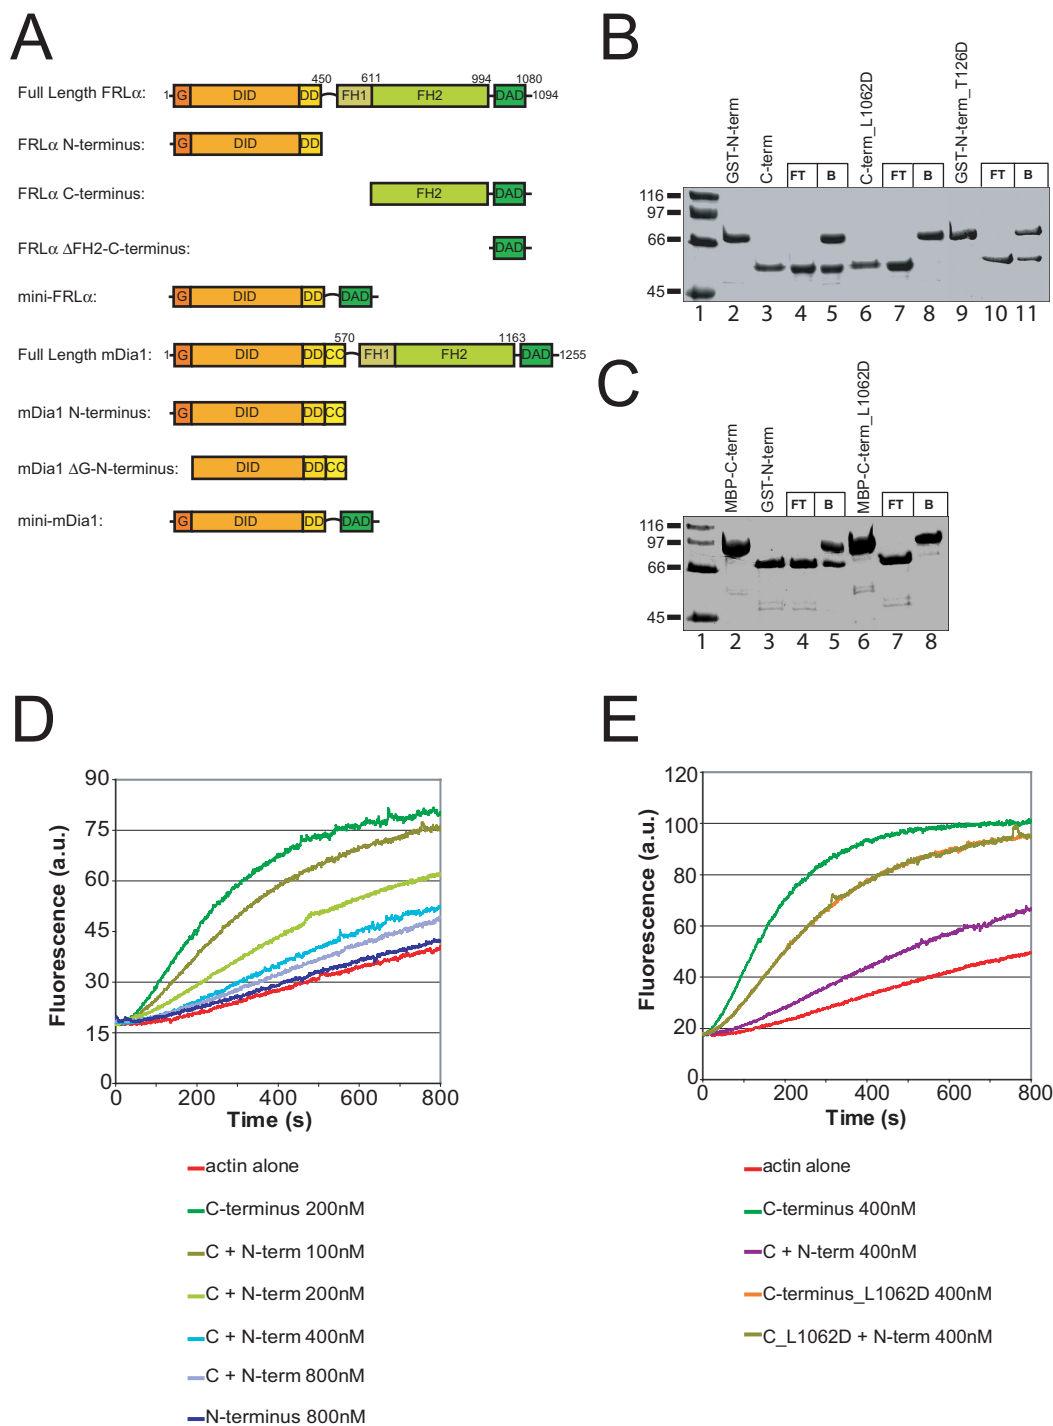 A
450
611
994
1080
Full Length FRLα:
1
G
DID
DD
FH1
FH2
DAD
1094
FRLα N-terminus:
G
DID
DD
FRLα C-terminus:
FH2
DAD
FRLα ΔFH2-C-terminus:
DAD
mini-FRLα:
G
DID
DD
DAD
570
1163
Full Length mDia1:
1
G
DID
DD
CC
FH1
FH2
DAD
1255
mDia1 N-terminus:
G
DID
DD
CC
mDia1 ΔG-N-terminus:
DID
DD
CC
mini-mDia1:
G
DID
DD
DAD
B
GST-N-term
C-term
FT
B
C-term_L1062D
FT
B
GST-N-term_T126D
FT
B
116
97
66
45
1 2 3 4 5 6 7 8 9 10 11
C
MBP-C-term
GST-N-term
FT
B
MBP-C-term_L1062D
FT
B
116
97
66
45
1 2 3 4 5 6 7 8
D
90
75
60
45
30
15
0
Fluorescence (a.u.)
0 200 400 600 800
Time (s)
actin alone
C-terminus 200nM
C + N-term 100nM
C + N-term 200nM
C + N-term 400nM
C + N-term 800nM
N-terminus 800nM
E
120
100
80
60
40
20
0
Fluorescence (a.u.)
0 200 400 600 800
Time (s)
actin alone
C-terminus 400nM
C + N-term 400nM
C-terminus_L1062D 400nM
C_L1062D + N-term 400nM